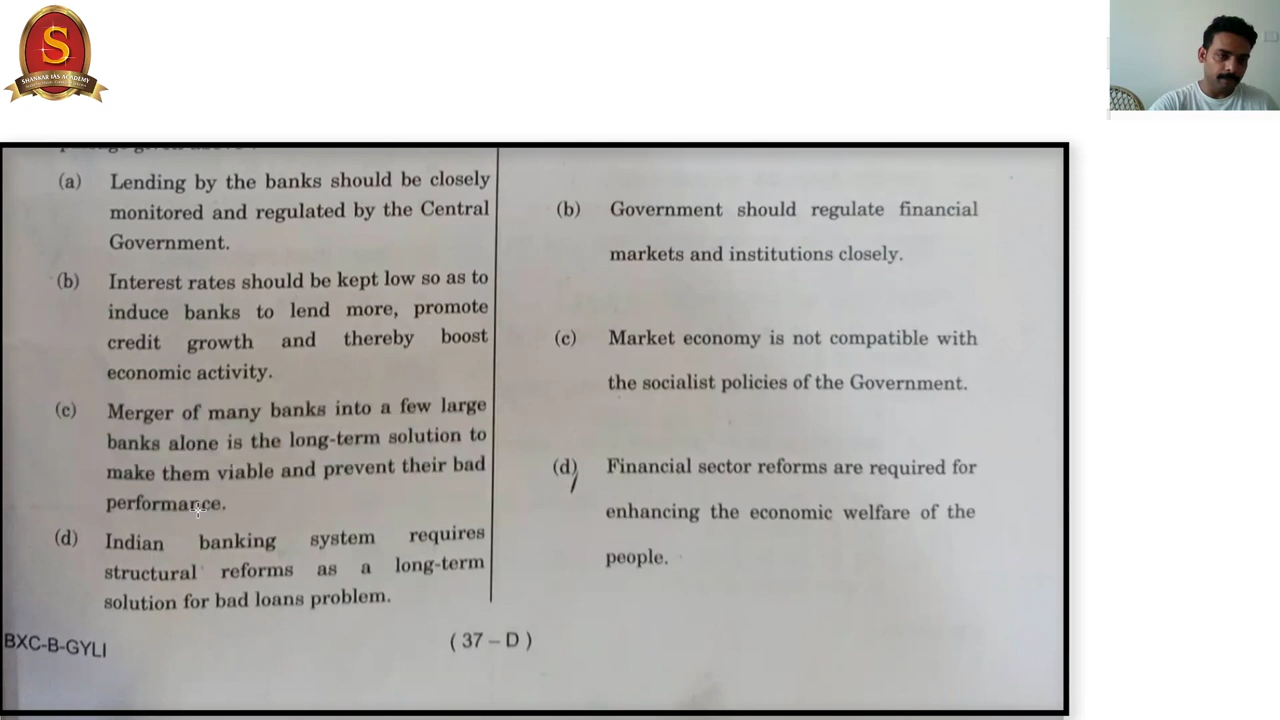 S
SHANKAR IAS ACADEMY
(a) Lending by the banks should be closely
monitored and regulated by the Central
Government.
(b) Interest rates should be kept low so as to
induce banks to lend more, promote
credit growth and thereby boost
economic activity.
(c) Merger of many banks into a few large
banks alone is the long-term solution to
make them viable and prevent their bad
performance.
(d) Indian banking system requires
structural reforms as a long-term
solution for bad loans problem.
(b) Government should regulate financial
markets and institutions closely.
(c) Market economy is not compatible with
the socialist policies of the Government.
(d) Financial sector reforms are required for
enhancing the economic welfare of the
people.
BXC-B-GYLI
( 37 – D )